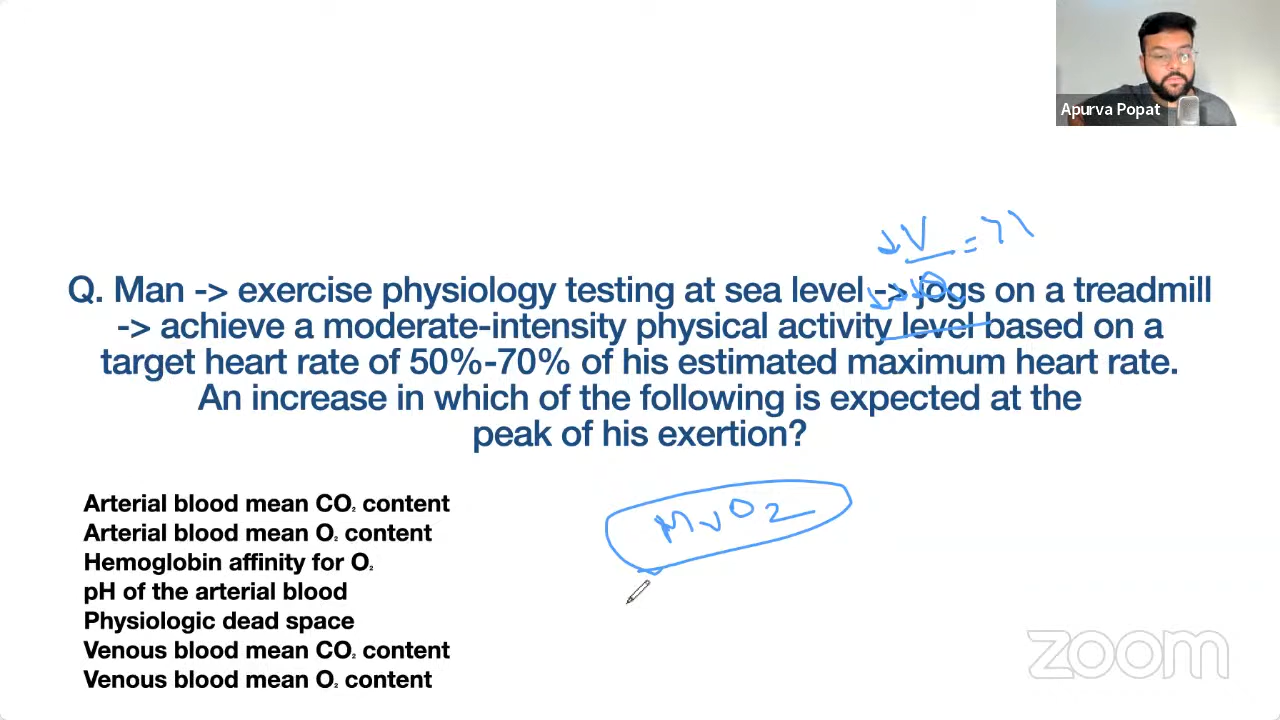 Apurva Popat
↓V = ??
Q. Man -> exercise physiology testing at sea level -> jogs on a treadmill
-> achieve a moderate-intensity physical activity level based on a
target heart rate of 50%-70% of his estimated maximum heart rate.
An increase in which of the following is expected at the
peak of his exertion?
MvO2
Arterial blood mean CO₂ content
Arterial blood mean O₂ content
Hemoglobin affinity for O₂
pH of the arterial blood
Physiologic dead space
Venous blood mean CO₂ content
Venous blood mean O₂ content
zoom